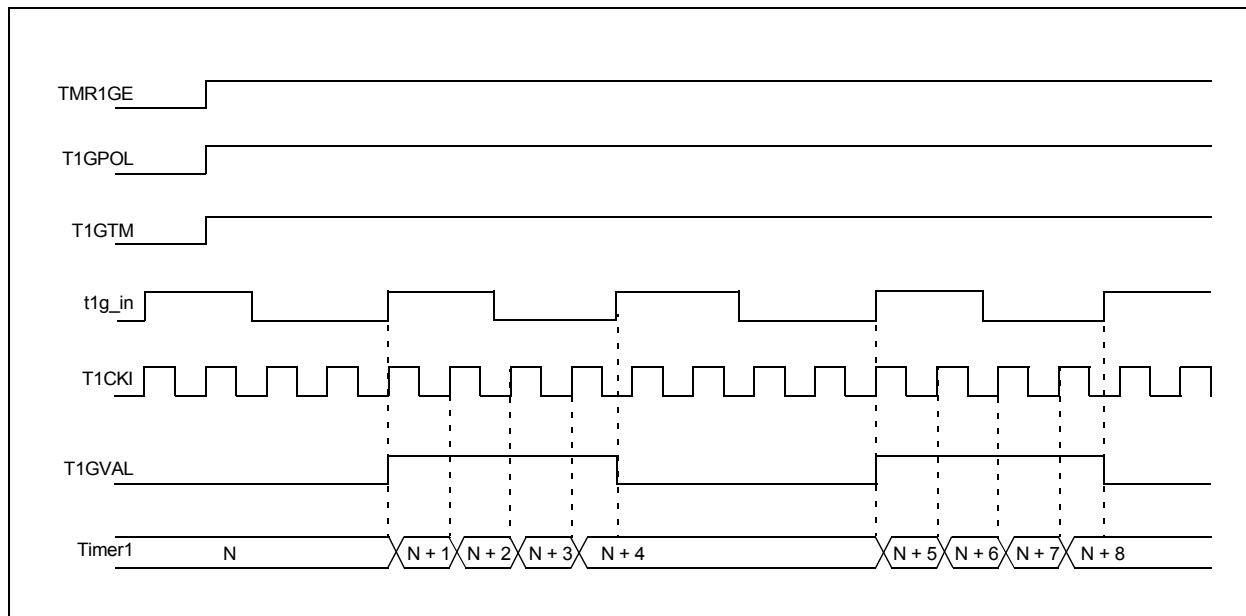 TMR1GE
T1GPOL
T1GTM
t1g_in
T1CKI
T1GVAL
Timer1 N N + 1 N + 2 N + 3 N + 4 N + 5 N + 6 N + 7 N + 8